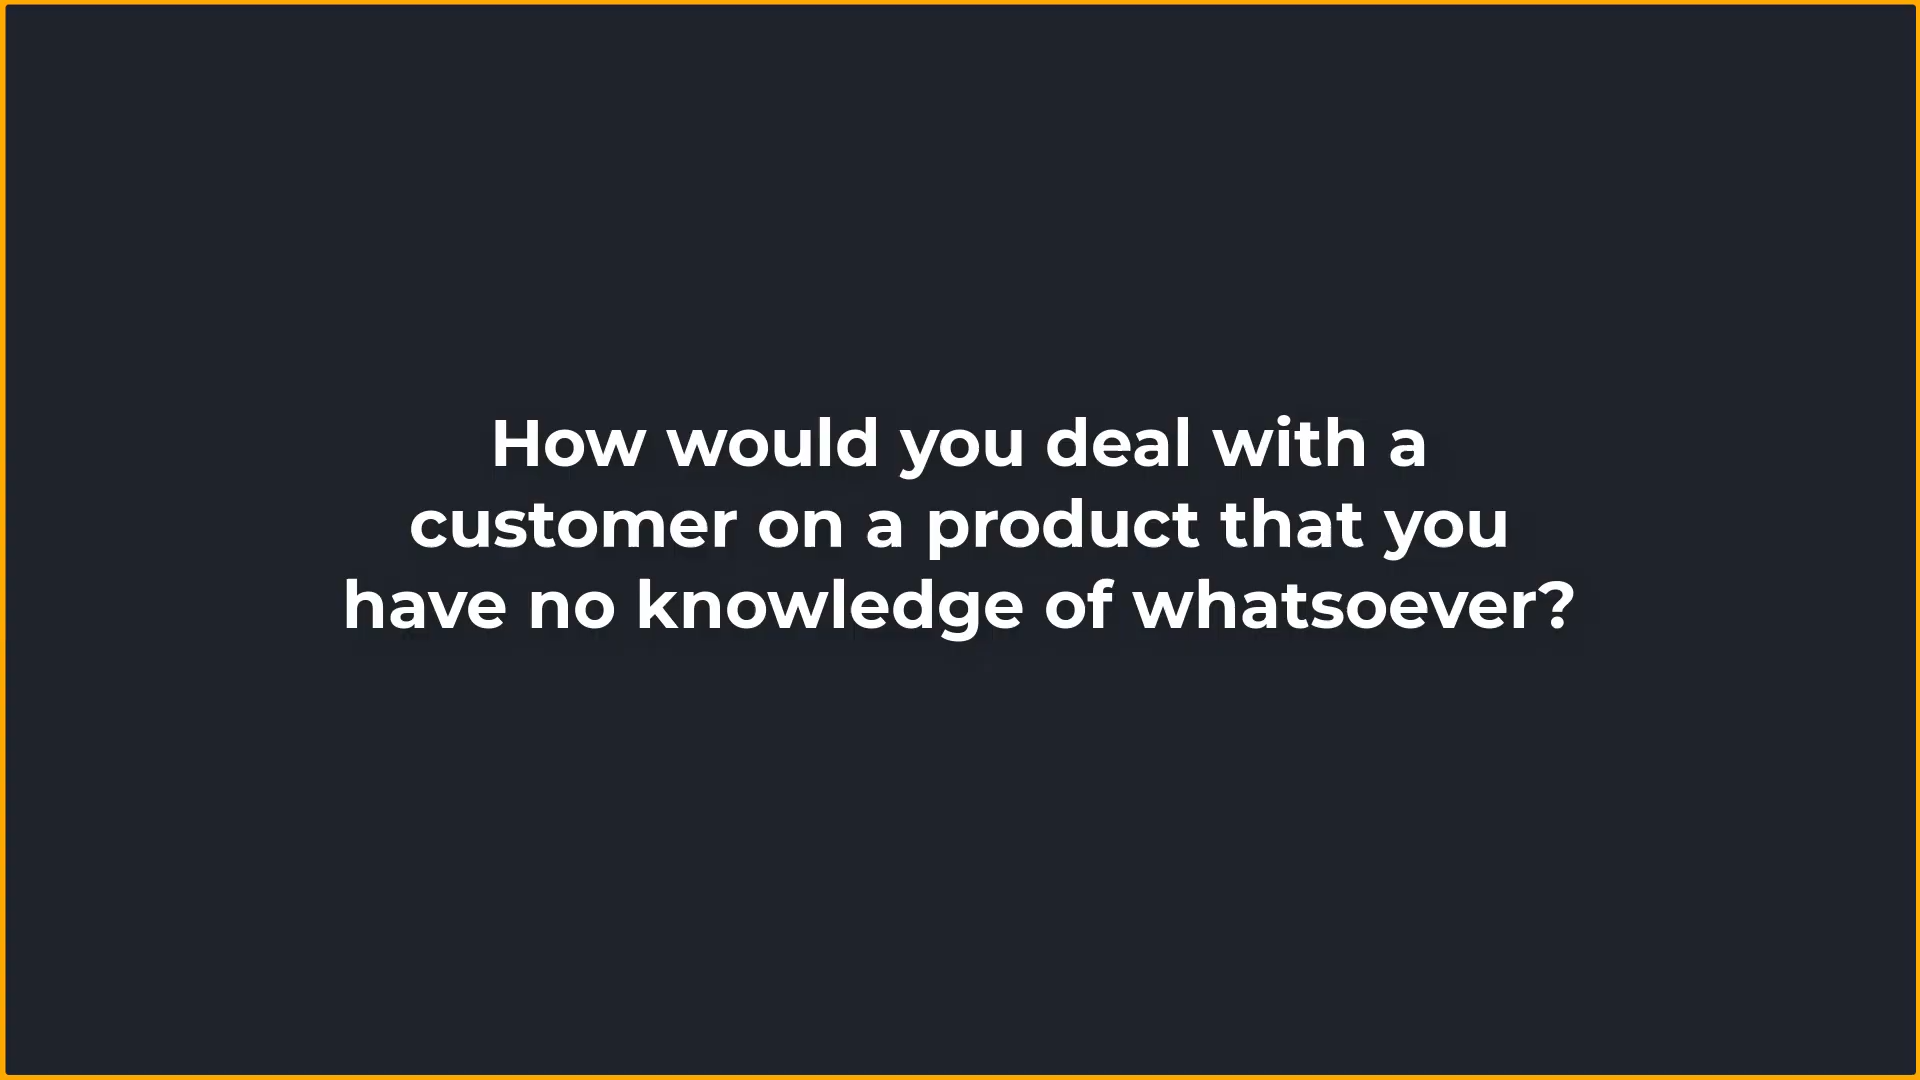 How would you deal with a
customer on a product that you
have no knowledge of whatsoever?